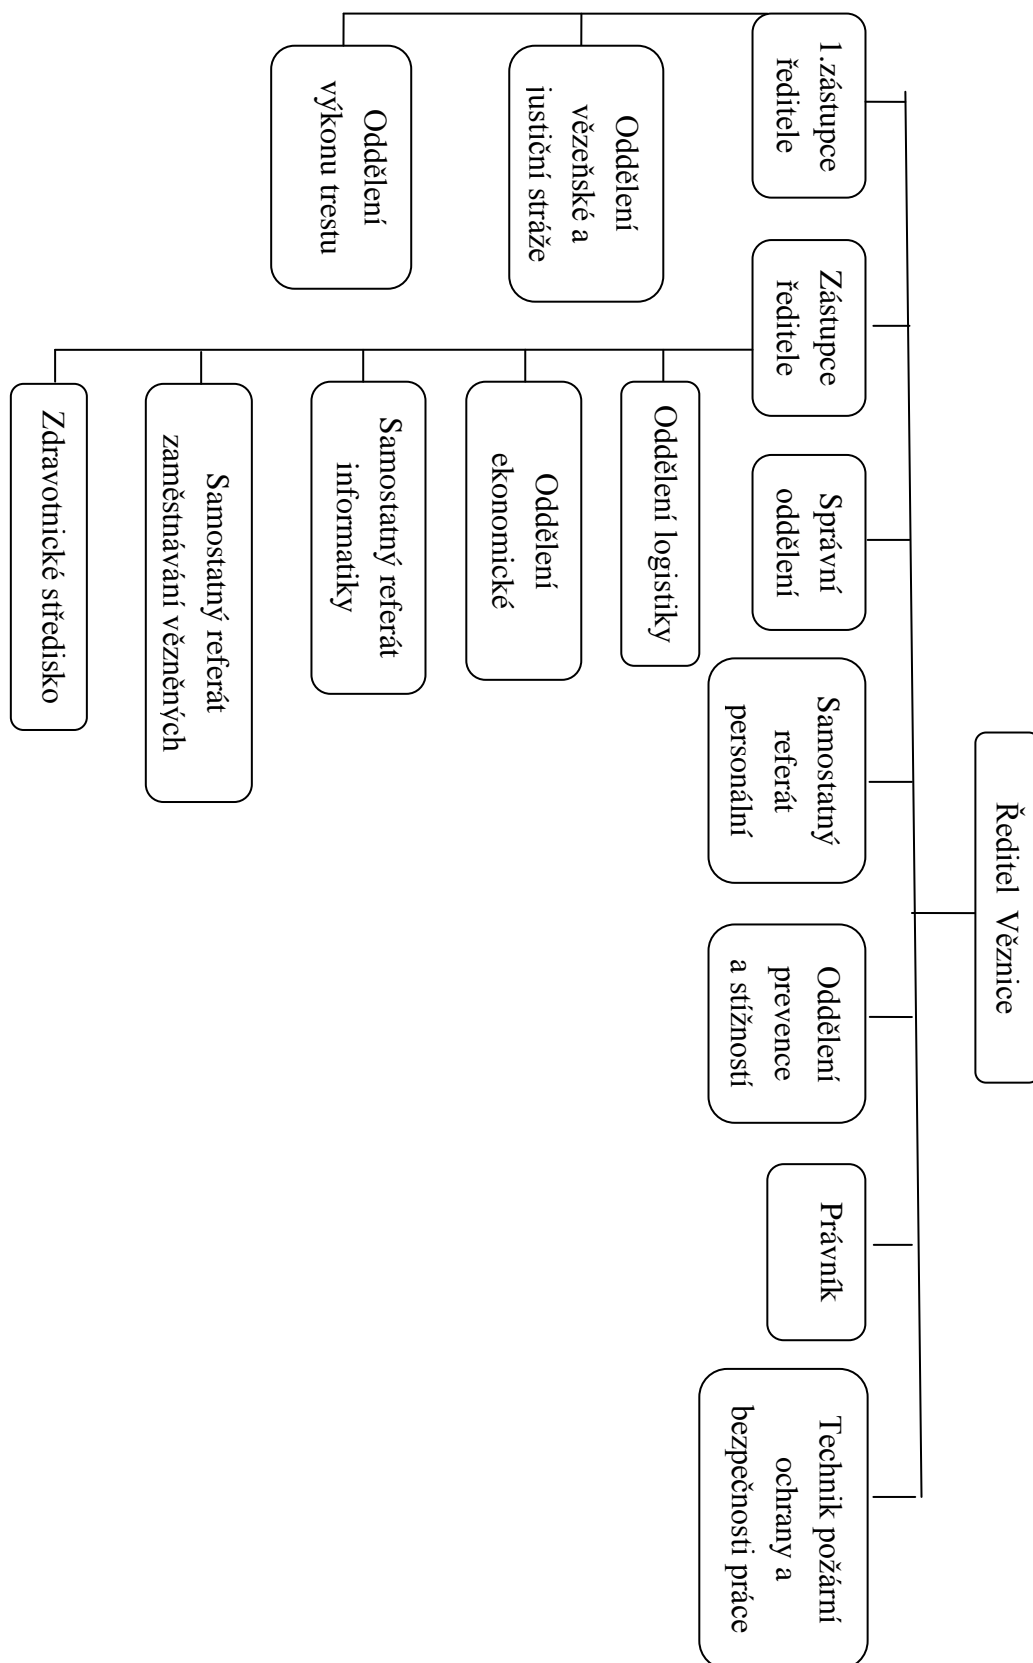 Ředitel Věznice
1.zástupce
ředitele
Zástupce
ředitele
Správní
oddělení
Samostatný
referát
personální
Oddělení
prevence
a stížností
Právník
Technik požární
ochrany a
bezpečnosti práce
Oddělení
vězeňské a
justiční stráže
Oddělení
výkonu trestu
Oddělení logistiky
Oddělení
ekonomické
Samostatný referát
informatiky
Samostatný referát
zaměstnávání vězněných
Zdravotnické středisko